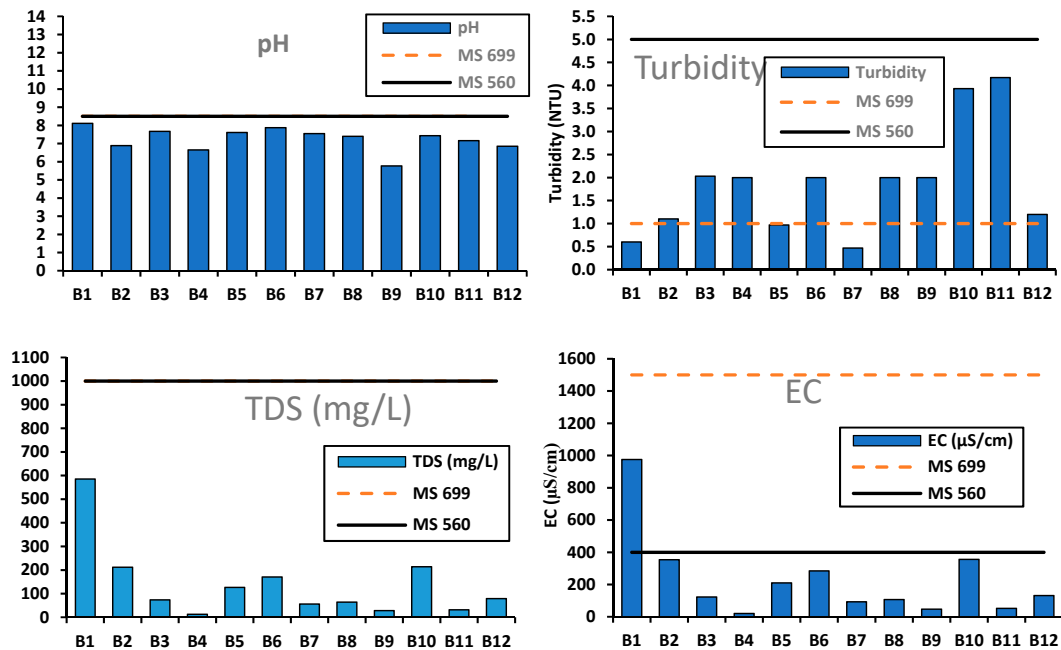 pH
14
13
12
11
10
9
8
7
6
5
4
3
2
1
0
pH
MS 699
MS 560
B1 B2 B3 B4 B5 B6 B7 B8 B9 B10 B11 B12
Turbidity
Turbidity (NTU)
5.0
4.5
4.0
3.5
3.0
2.5
2.0
1.5
1.0
0.5
0.0
Turbidity
MS 699
MS 560
B1 B2 B3 B4 B5 B6 B7 B8 B9 B10 B11 B12
TDS (mg/L)
1100
1000
900
800
700
600
500
400
300
200
100
0
TDS (mg/L)
MS 699
MS 560
B1 B2 B3 B4 B5 B6 B7 B8 B9 B10 B11 B12
EC
EC (µS/cm)
1600
1400
1200
1000
800
600
400
200
0
EC (µS/cm)
MS 699
MS 560
B1 B2 B3 B4 B5 B6 B7 B8 B9 B10 B11 B12